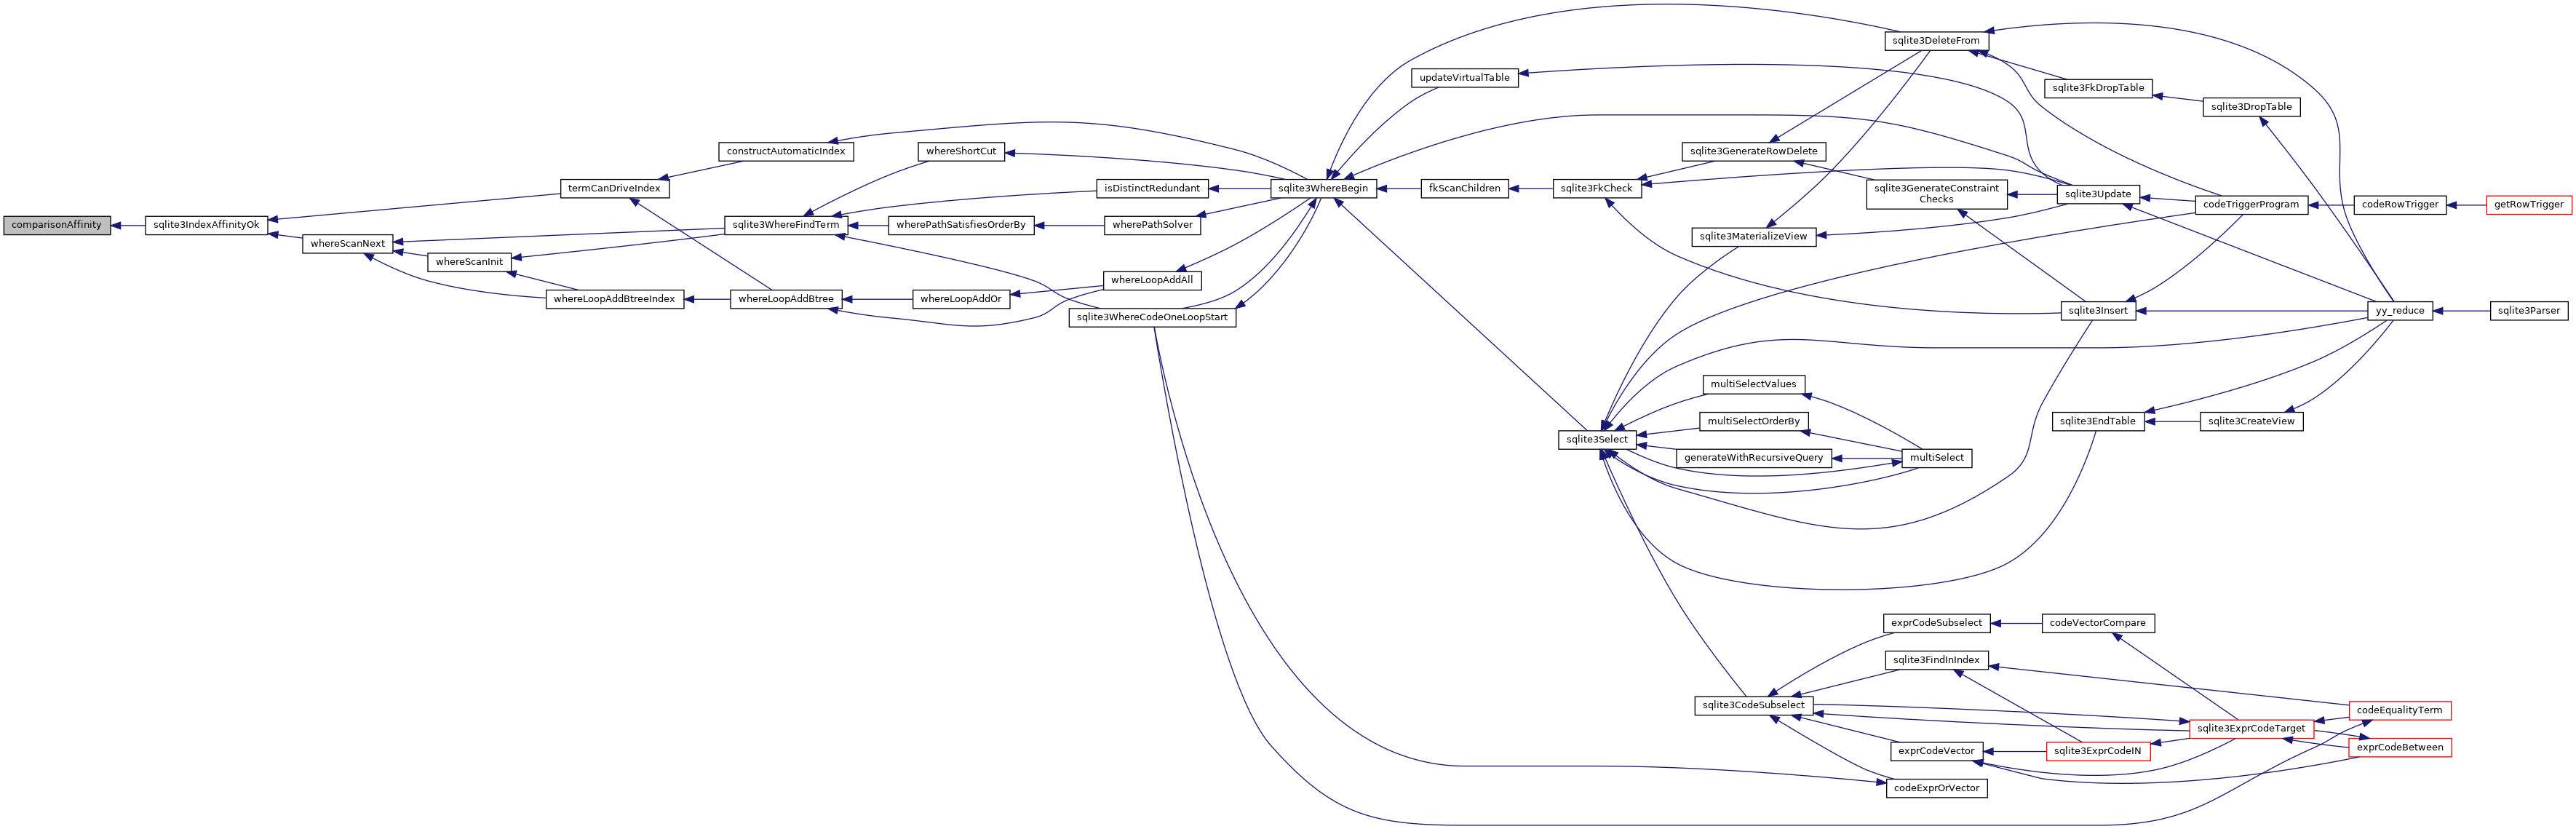 sqlite3DeleteFrom
updateVirtualTable
sqlite3FkDropTable
sqlite3DropTable
constructAutomaticIndex
whereShortCut
sqlite3GenerateRowDelete
termCanDriveIndex
isDistinctRedundant
sqlite3WhereBegin
fkScanChildren
sqlite3FkCheck
sqlite3GenerateConstraint
Checks
sqlite3Update
codeTriggerProgram
codeRowTrigger
getRowTrigger
comparisonAffinity
sqlite3IndexAffinityOk
sqlite3WhereFindTerm
wherePathSatisfiesOrderBy
wherePathSolver
sqlite3MaterializeView
whereScanNext
whereScanInit
whereLoopAddAll
whereLoopAddBtreeIndex
whereLoopAddBtree
whereLoopAddOr
sqlite3WhereCodeOneLoopStart
sqlite3Insert
yy_reduce
sqlite3Parser
multiSelectValues
multiSelectOrderBy
sqlite3EndTable
sqlite3CreateView
sqlite3Select
generateWithRecursiveQuery
multiSelect
exprCodeSubselect
codeVectorCompare
sqlite3FindInIndex
sqlite3CodeSubselect
codeEqualityTerm
sqlite3ExprCodeTarget
exprCodeVector
sqlite3ExprCodeIN
exprCodeBetween
codeExprOrVector